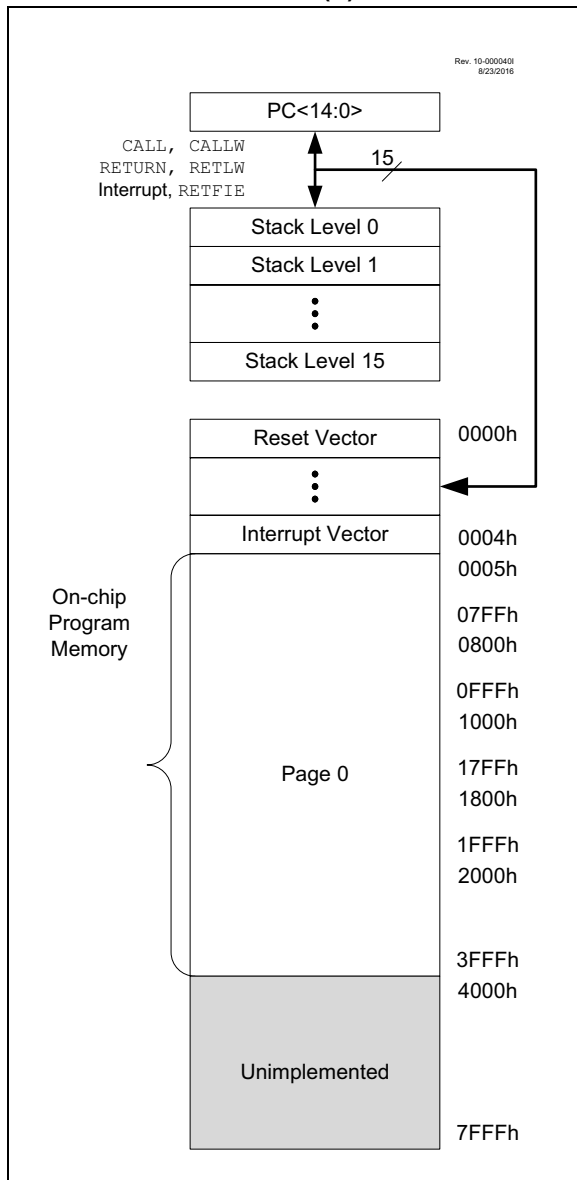 Rev. 10-000040I
8/23/2016
PC<14:0>
CALL, CALLW
RETURN, RETLW
Interrupt, RETFIE
15
Stack Level 0
Stack Level 1
Stack Level 15
Reset Vector
0000h
Interrupt Vector
0004h
0005h
On-chip
Program
Memory
07FFh
0800h
0FFFh
1000h
Page 0
17FFh
1800h
1FFFh
2000h
3FFFh
4000h
Unimplemented
7FFFh